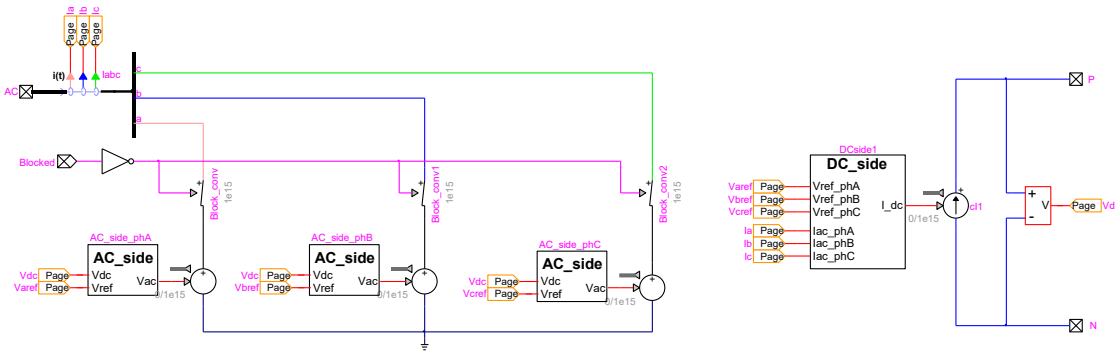 Ia Ib Ic
Page Page Page
i(t) Iabc
AC
c
b
a
Blocked
+ Block_conv 1e15
+ Block_conv1 1e15
+ Block_conv2 1e15
AC_side_phA
AC_side
Vdc Page Vdc
Varef Page Vref
Vac
0/1e15
+
AC_side_phB
AC_side
Vdc Page Vdc
Vbref Page Vref
Vac
0/1e15
+
AC_side_phC
AC_side
Vdc Page Vdc
Vcref Page Vref
Vac
0/1e15
+
DCside1
DC_side
Varef Page Vref_phA
Vbref Page Vref_phB
Vcref Page Vref_phC
Ia Page Iac_phA
Ib Page Iac_phB
Ic Page Iac_phC
I_dc
0/1e15
+
cI1
P
+
V
-
Page Vd
N